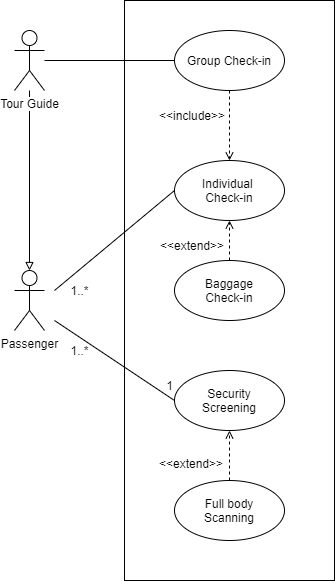 Group Check-in
Tour Guide
<<include>>
Individual
Check-in
<<extend>>
1..*
Baggage
Check-in
Passenger
1..*
1
Security
Screening
<<extend>>
Full body
Scanning